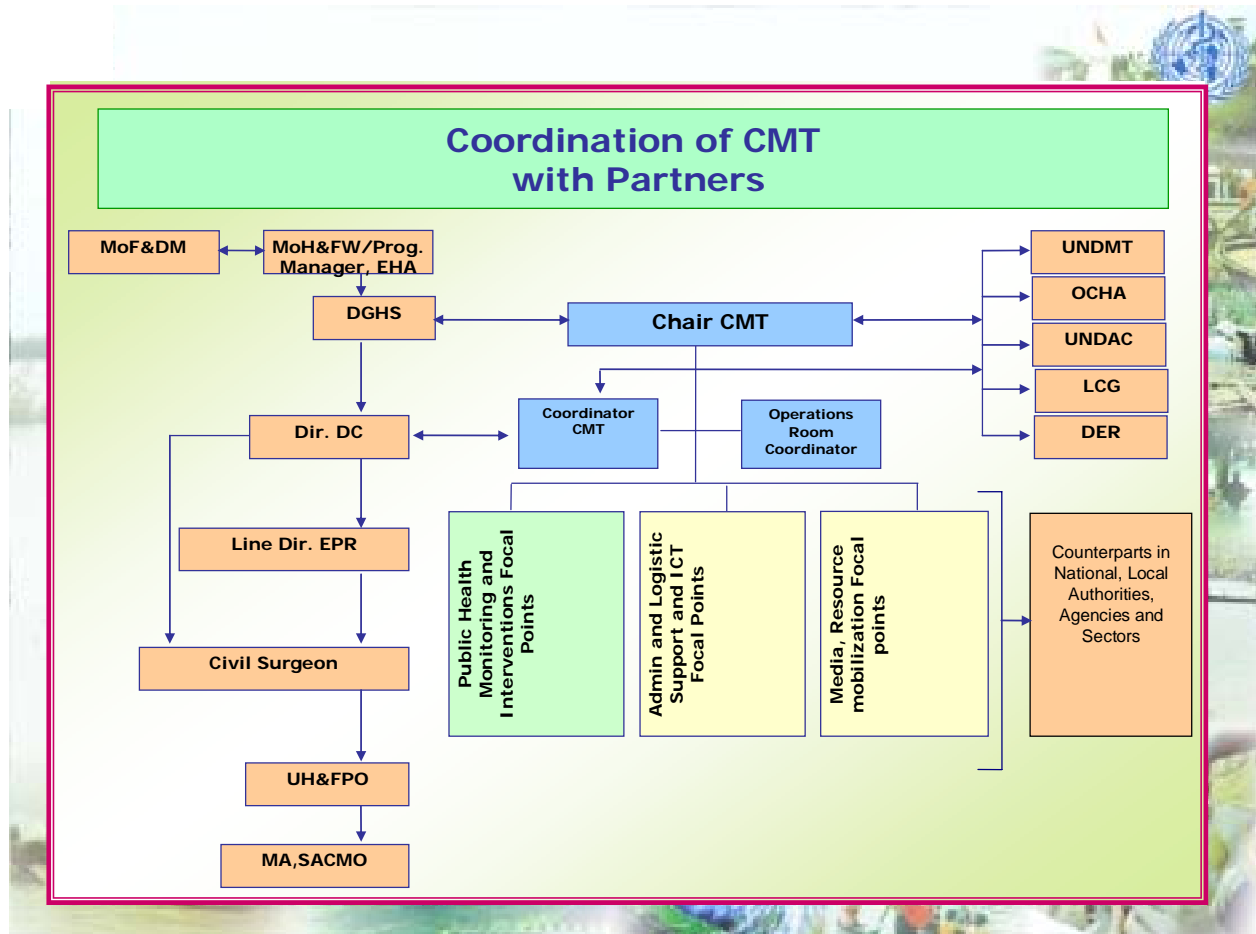 Coordination of CMT
with Partners
MoF&DM
MoH&FW/Prog.
Manager, EHA
UNDMT
OCHA
DGHS
Chair CMT
UNDAC
LCG
Dir. DC
Coordinator
CMT
Operations
Room
Coordinator
DER
Line Dir. EPR
Public Health
Monitoring and
Interventions Focal
Points
Admin and Logistic
Support and ICT
Focal Points
Media, Resource
mobilization Focal
points
Counterparts in
National, Local
Authorities,
Agencies and
Sectors
Civil Surgeon
UH&FPO
MA,SACMO